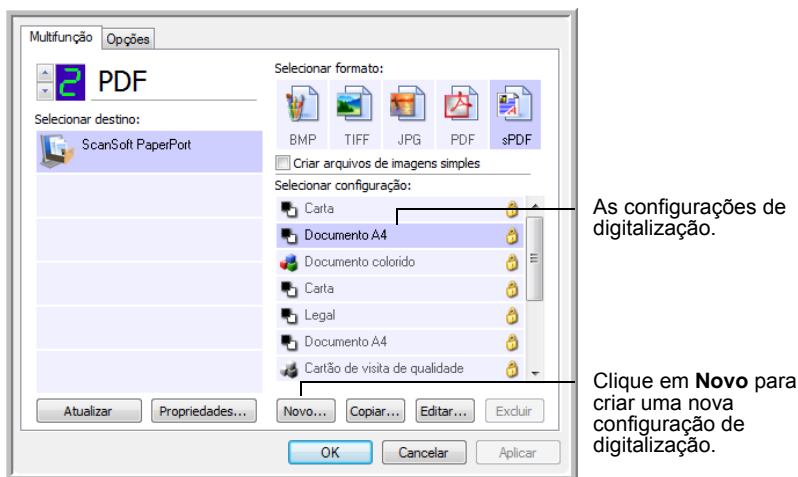 Multifunção Opções
2 PDF
Selecionar destino:
ScanSoft PaperPort
Selecionar formato:
BMP TIFF JPG PDF sPDF
Criar arquivos de imagens simples
Selecionar configuração:
Carta
Documento A4
Documento colorido
Carta
Legal
Documento A4
Cartão de visita de qualidade
Atualizar Propriedades... Novo... Copiar... Editar... Excluir
OK Cancelar Aplicar
As configurações de
digitalização.
Clique em Novo para
criar uma nova
configuração de
digitalização.